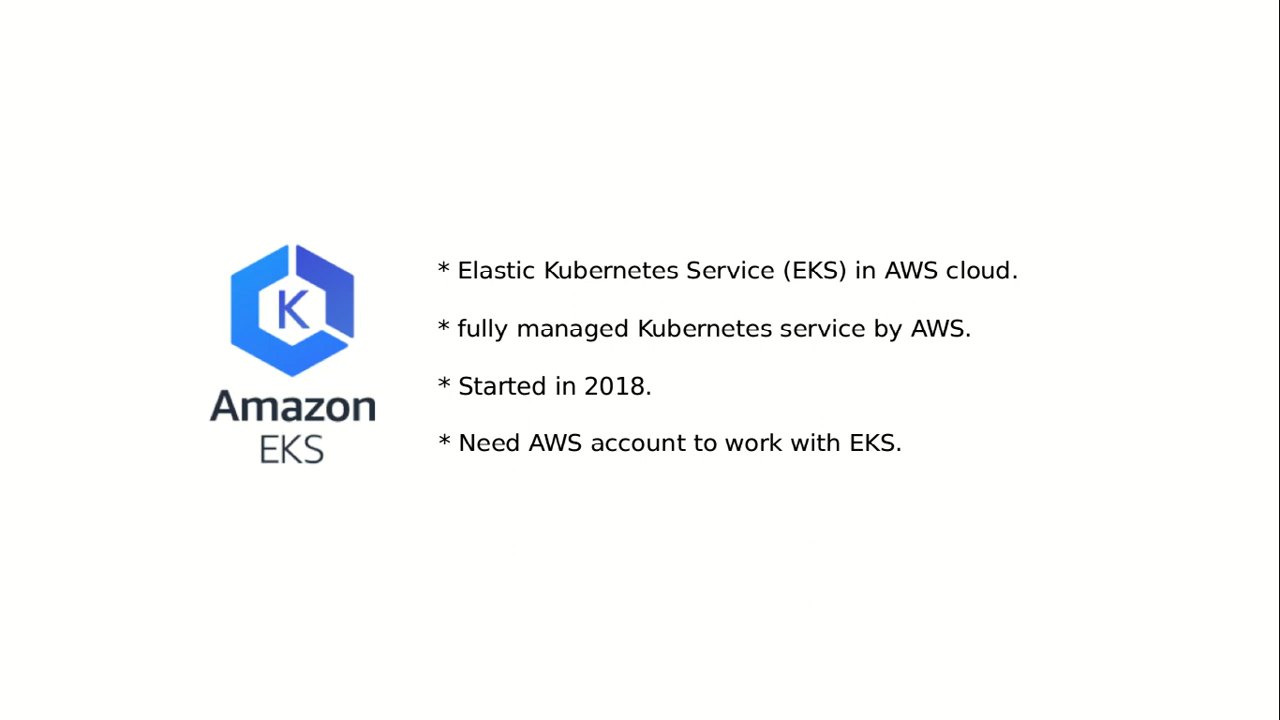 K
Amazon
EKS
* Elastic Kubernetes Service (EKS) in AWS cloud.
* fully managed Kubernetes service by AWS.
* Started in 2018.
* Need AWS account to work with EKS.